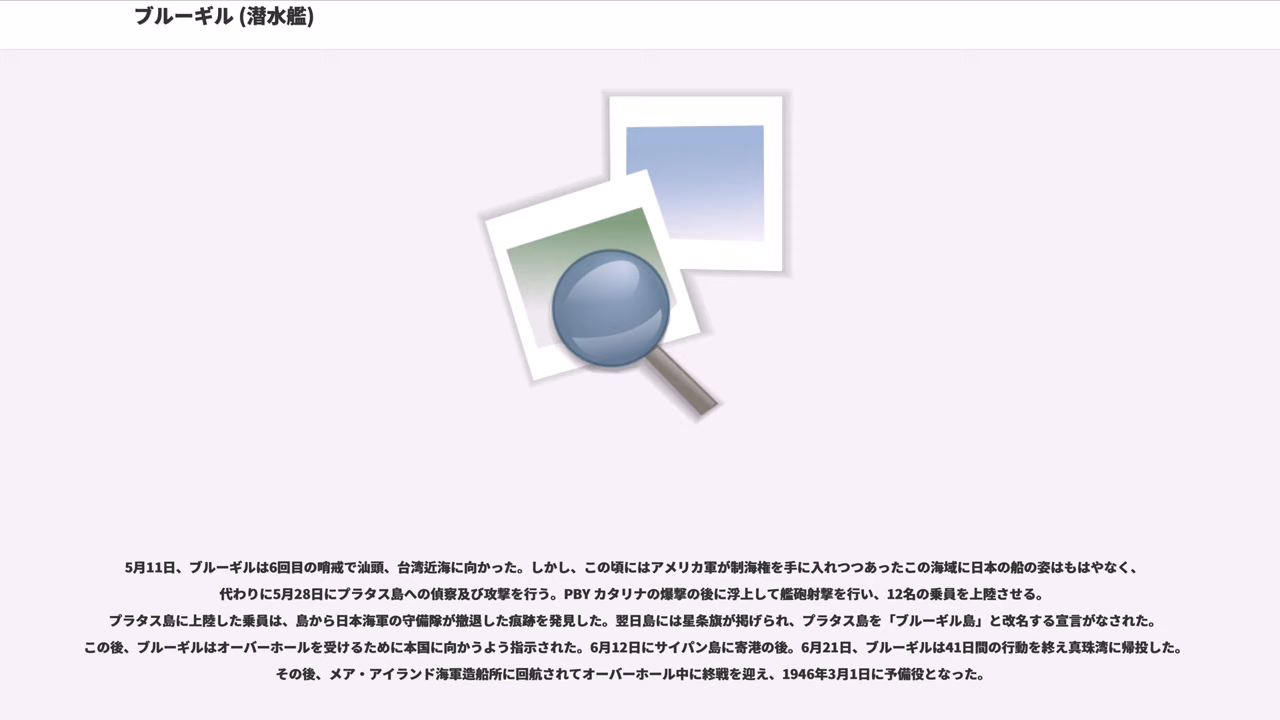 ブルーギル (潜水艦)
5月11日、ブルーギルは6回目の哨戒で汕頭、台湾近海に向かった。しかし、この頃にはアメリカ軍が制海権を手に入れつつあったこの海域に日本の船の姿はもはやなく、
代わりに5月28日にプラタス島への偵察及び攻撃を行う。PBY カタリナの爆撃の後に浮上して艦砲射撃を行い、12名の乗員を上陸させる。
プラタス島に上陸した乗員は、島から日本海軍の守備隊が撤退した痕跡を発見した。翌日島には星条旗が掲げられ、プラタス島を「ブルーギル島」と改名する宣言がなされた。
この後、ブルーギルはオーバーホールを受けるために本国に向かうよう指示された。6月12日にサイパン島に寄港の後。6月21日、ブルーギルは41日間の行動を終え真珠湾に帰投した。
その後、メア・アイランド海軍造船所に回航されてオーバーホール中に終戦を迎え、1946年3月1日に予備役となった。